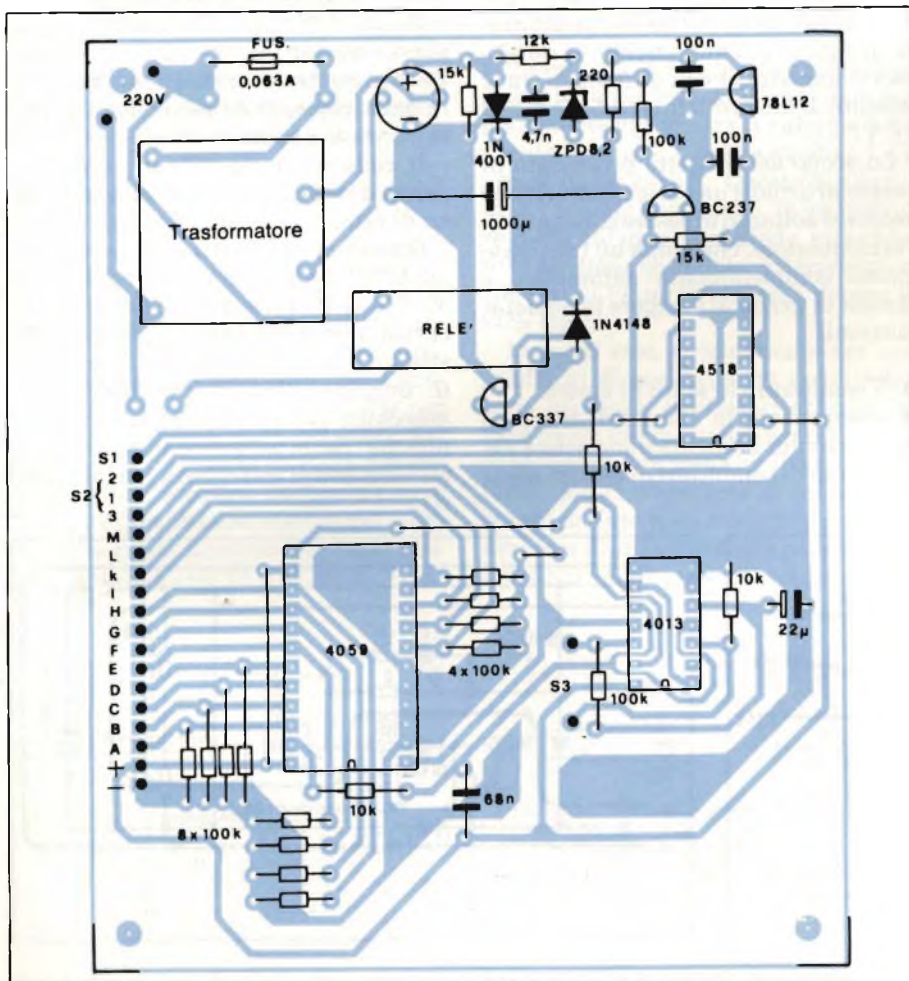 FUS.
0,063A
220V
12k
15k
100n
220
78L12
1N
4001
4,7n
ZPD8,2
100k
100n
1000µ
BC237
15k
Trasformatore
RELE'
1N4148
4518
BC337
10k
S1
2
S2{ 1
3
M
L
k
I
H
G
F
E
D
C
B
A
+
−
4059
4x100k
4013
10k
22µ
S3
100k
10k
68n
8x100k